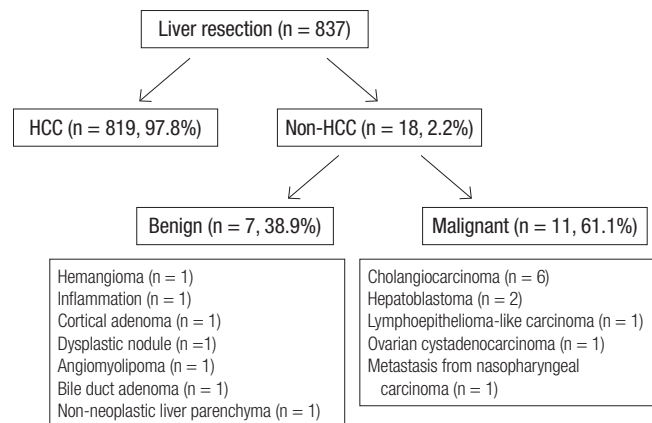 Liver resection (n = 837)
HCC (n = 819, 97.8%)
Non-HCC (n = 18, 2.2%)
Benign (n = 7, 38.9%)
Malignant (n = 11, 61.1%)
Hemangioma (n = 1)
Inflammation (n = 1)
Cortical adenoma (n = 1)
Dysplastic nodule (n =1)
Angiomyolipoma (n = 1)
Bile duct adenoma (n = 1)
Non-neoplastic liver parenchyma (n = 1)
Cholangiocarcinoma (n = 6)
Hepatoblastoma (n = 2)
Lymphoepithelioma-like carcinoma (n = 1)
Ovarian cystadenocarcinoma (n = 1)
Metastasis from nasopharyngeal
carcinoma (n = 1)